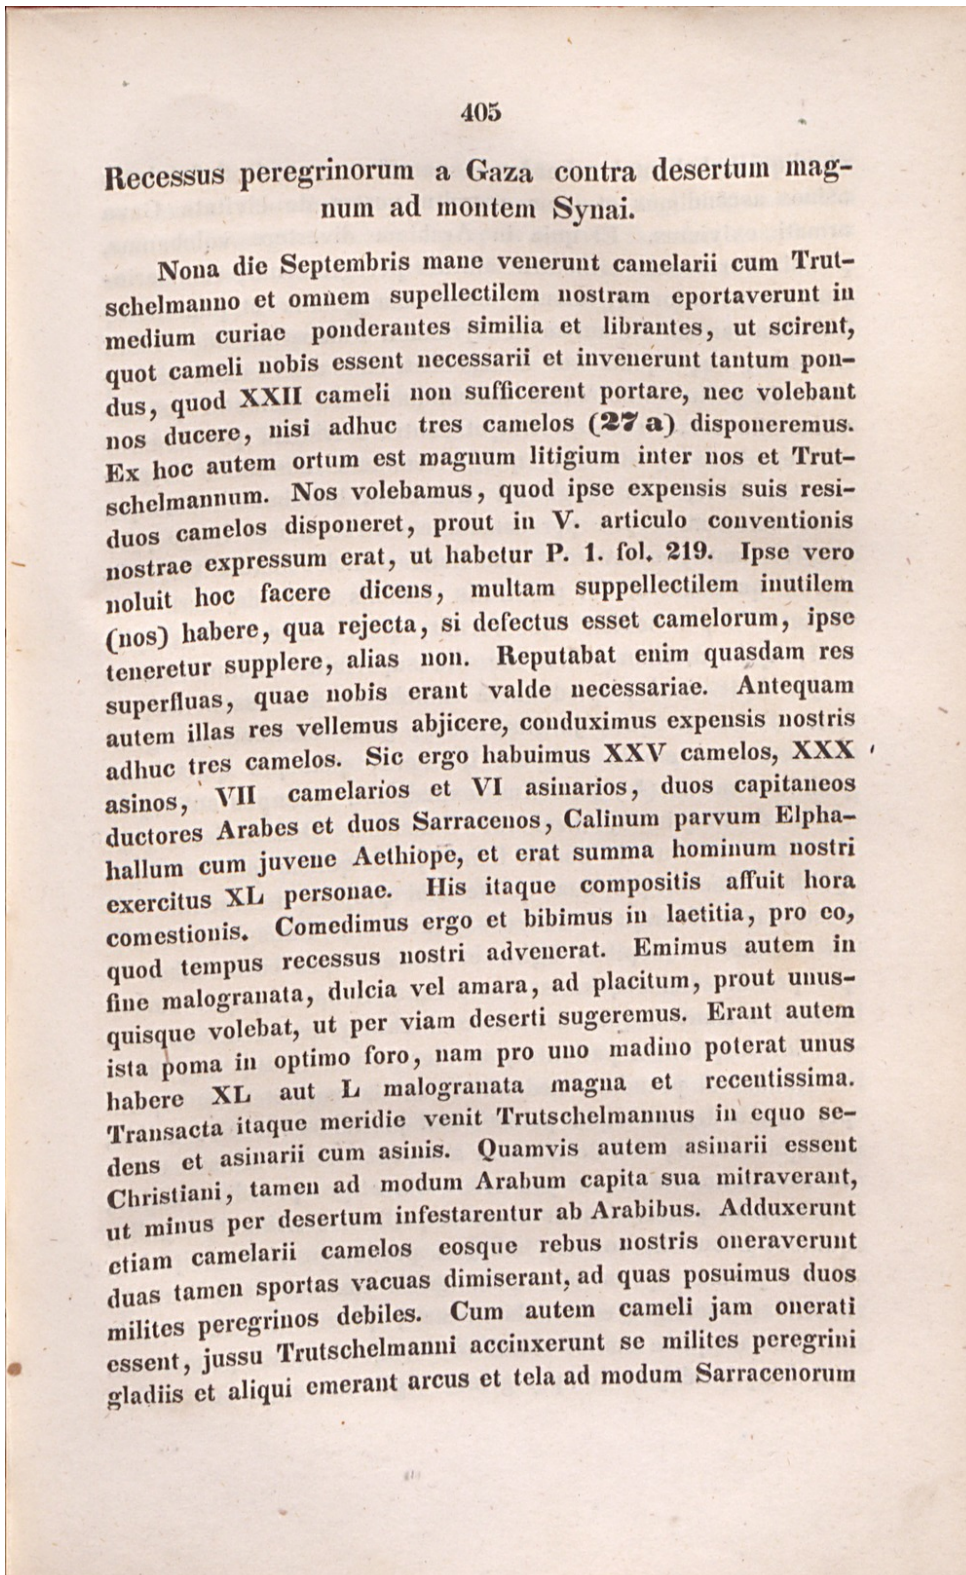 405
Recessus peregrinorum a Gaza contra desertum mag-
num ad montem Synai.
Nona die Septembris mane venerunt camelarii cum Trut-
schelmanno et omnem supellectilem nostram eportaverunt in
medium curiae ponderantes similia et librantes, ut scirent,
quot cameli nobis essent necessarii et invenerunt tantum pon-
dus, quod XXII cameli non sufficerent portare, nec volebant
nos ducere, nisi adhuc tres camelos (27 a) disponeremus.
Ex hoc autem ortum est magnum litigium inter nos et Trut-
schelmannum. Nos volebamus, quod ipse expensis suis resi-
duos camelos disponeret, prout in V. articulo conventionis
nostrae expressum erat, ut habetur P. 1. fol. 219. Ipse vero
noluit hoc facere dicens, multam suppellectilem inutilem
(nos) habere, qua rejecta, si defectus esset camelorum, ipse
teneretur supplere, alias non. Reputabat enim quasdam res
superfluas, quae nobis erant valde necessariae. Antequam
autem illas res vellemus abjicere, conduximus expensis nostris
adhuc tres camelos. Sic ergo habuimus XXV camelos, XXX
asinos, VII camelarios et VI asinarios, duos capitaneos
ductores Arabes et duos Sarracenos, Calinum parvum Elpha-
hallum cum juvene Aethiope, et erat summa hominum nostri
exercitus XL personae. His itaque compositis affuit hora
comestionis. Comedimus ergo et bibimus in laetitia, pro eo,
quod tempus recessus nostri advenerat. Emimus autem in
fine malogranata, dulcia vel amara, ad placitum, prout unus-
quisque volebat, ut per viam deserti sugeremus. Erant autem
ista poma in optimo foro, nam pro uno madino poterat unus
habere XL aut L malogranata magna et recentissima.
Transacta itaque meridie venit Trutschelmannus in equo se-
dens et asinarii cum asinis. Quamvis autem asinarii essent
Christiani, tamen ad modum Arabum capita sua mitraverant,
ut minus per desertum infestarentur ab Arabibus. Adduxerunt
etiam camelarii camelos eosque rebus nostris oneraverunt
duas tamen sportas vacuas dimiserant, ad quas posuimus duos
milites peregrinos debiles. Cum autem cameli jam onerati
essent, jussu Trutschelmanni accinxerunt se milites peregrini
gladiis et aliqui emerant arcus et tela ad modum Sarracenorum